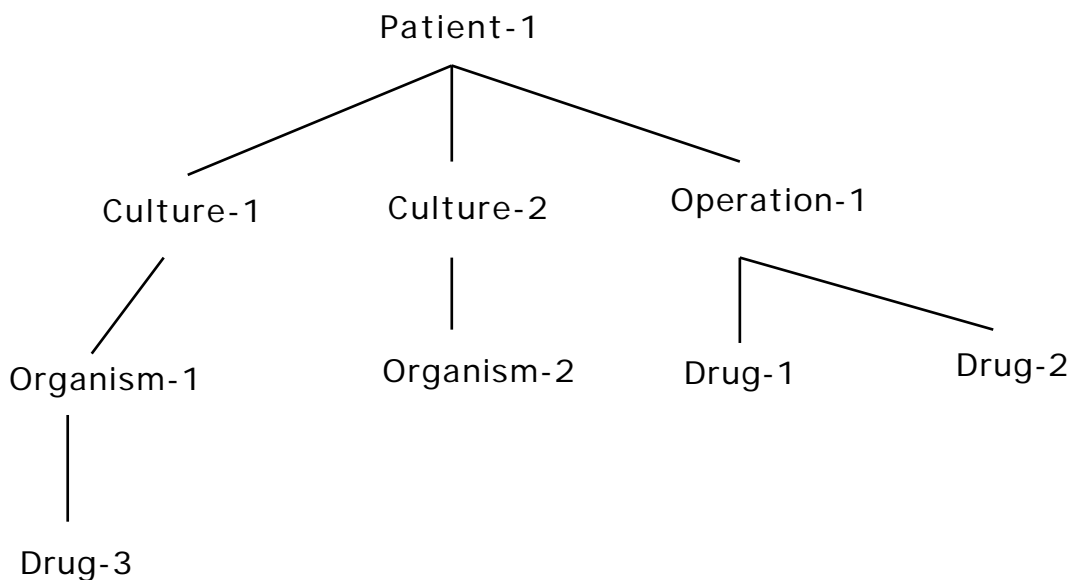 Patient-1
Culture-1 Culture-2 Operation-1
Organism-1 Organism-2 Drug-1 Drug-2
Drug-3